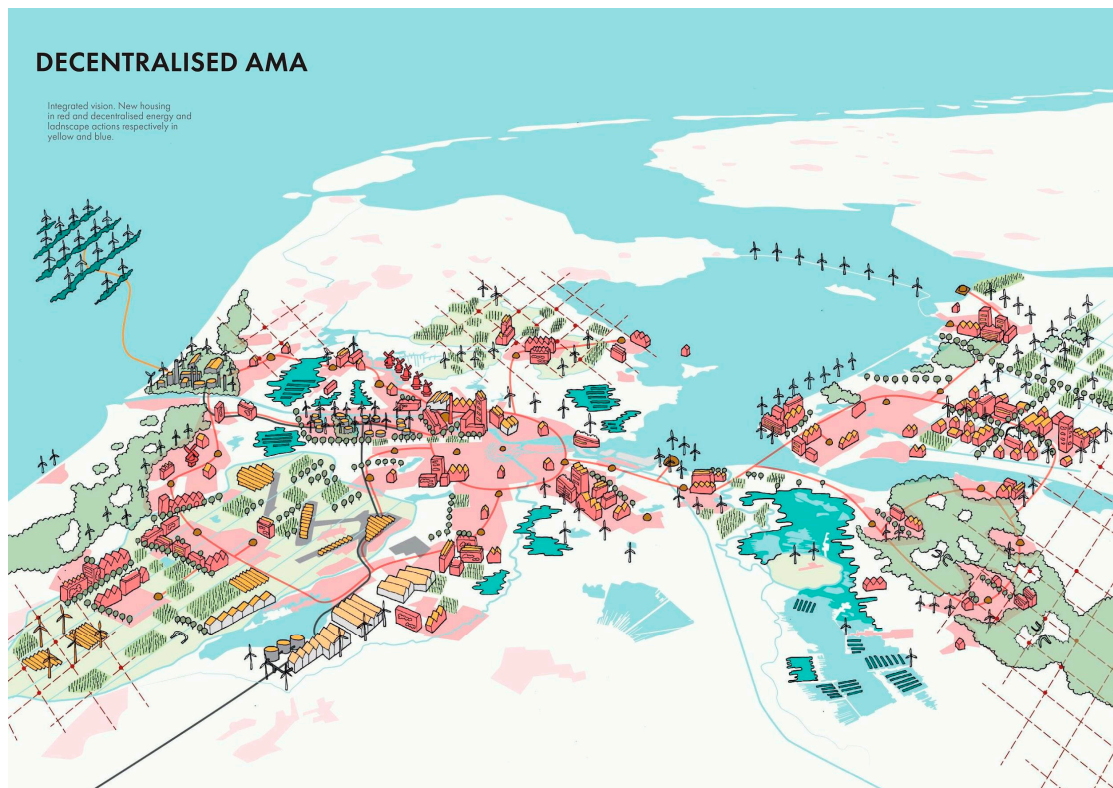 DECENTRALISED AMA
Integrated vision. New housing
in red and decentralised energy and
ladnscape actions respectively in
yellow and blue.